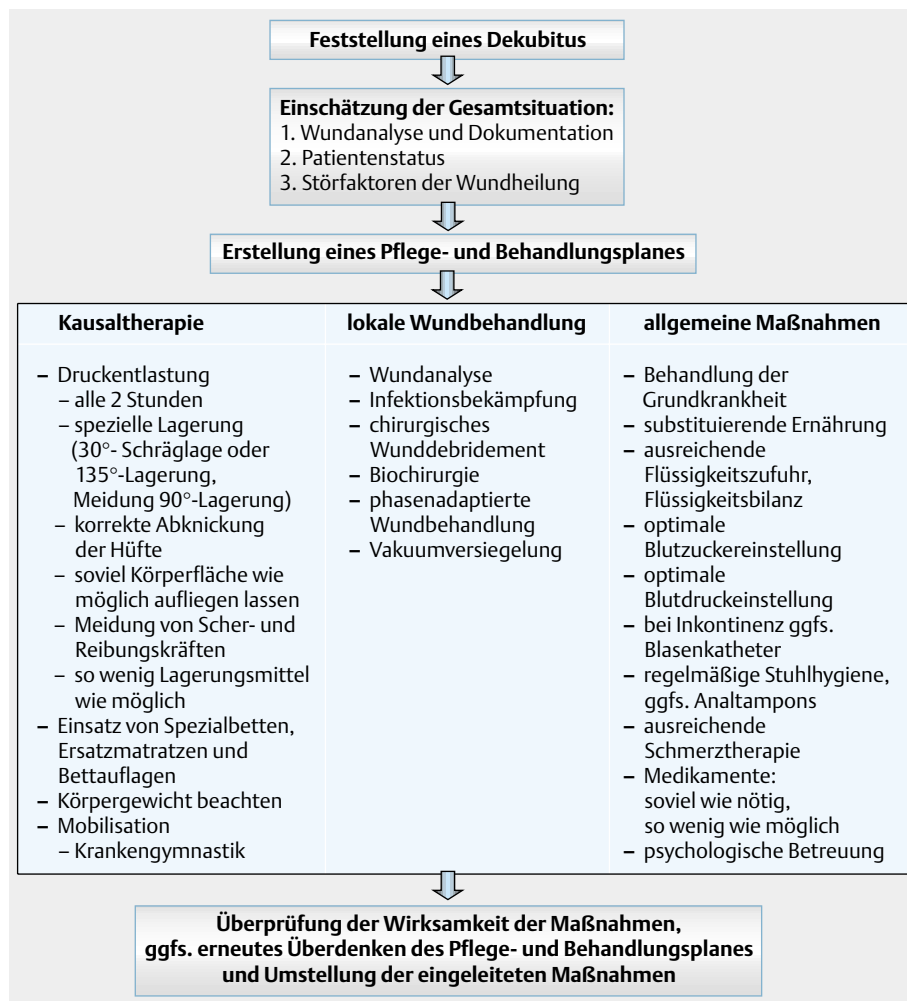 Feststellung eines Dekubitus
Einschätzung der Gesamtsituation:
1. Wundanalyse und Dokumentation
2. Patientenstatus
3. Störfaktoren der Wundheilung
Erstellung eines Pflege- und Behandlungsplanes
Kausaltherapie
– Druckentlastung
– alle 2 Stunden
– spezielle Lagerung
(30°- Schräglage oder
135°-Lagerung,
Meidung 90°-Lagerung)
– korrekte Abknickung
der Hüfte
– soviel Körperfläche wie
möglich aufliegen lassen
– Meidung von Scher- und
Reibungskräften
– so wenig Lagerungsmittel
wie möglich
– Einsatz von Spezialbetten,
Ersatzmatratzen und
Bettauflagen
– Körpergewicht beachten
– Mobilisation
– Krankengymnastik
lokale Wundbehandlung
– Wundanalyse
– Infektionsbekämpfung
– chirurgisches
Wunddebridement
– Biochirurgie
– phasenadaptierte
Wundbehandlung
– Vakuumversiegelung
allgemeine Maßnahmen
– Behandlung der
Grundkrankheit
– substituierende Ernährung
– ausreichende
Flüssigkeitszufuhr,
Flüssigkeitsbilanz
– optimale
Blutzuckereinstellung
– optimale
Blutdruckeinstellung
– bei Inkontinenz ggfs.
Blasenkatheter
– regelmäßige Stuhlhygiene,
ggfs. Analtampons
– ausreichende
Schmerztherapie
– Medikamente:
soviel wie nötig,
so wenig wie möglich
– psychologische Betreuung
Überprüfung der Wirksamkeit der Maßnahmen,
ggfs. erneutes Überdenken des Pflege- und Behandlungsplanes
und Umstellung der eingeleiteten Maßnahmen